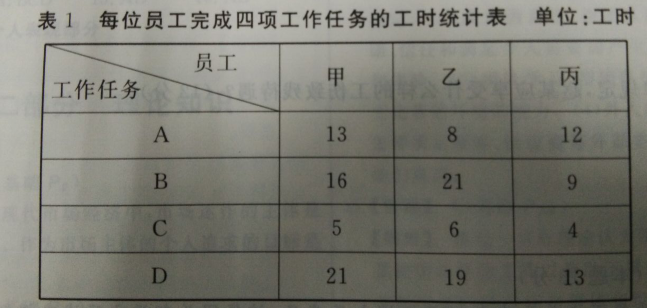 表 1 每位员工完成四项工作任务的工时统计表 单位:工时
员工
工作任务 甲 乙 丙
A 13 8 12
B 16 21 9
C 5 6 4
D 21 19 13